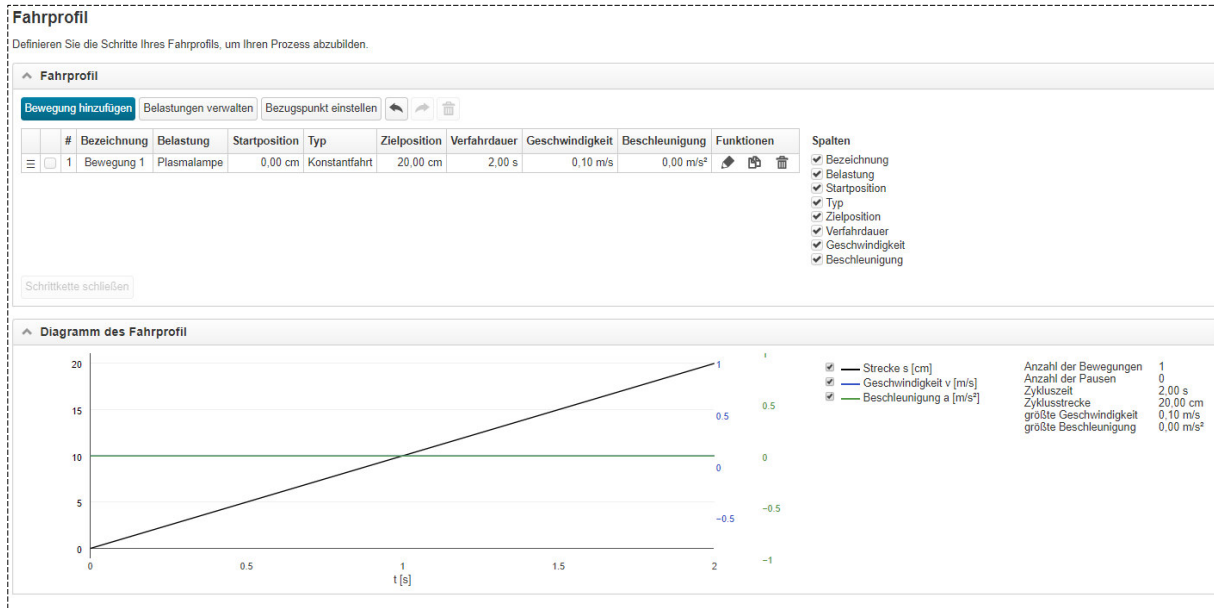 Fahrprofil
Definieren Sie die Schritte Ihres Fahrprofils, um Ihren Prozess abzubilden.
Fahrprofil
Bewegung hinzufügen Belastungen verwalten Bezugspunkt einstellen
# Bezeichnung Belastung Startposition Typ Zielposition Verfahrdauer Geschwindigkeit Beschleunigung Funktionen
1 Bewegung 1 Plasmalampe 0,00 cm Konstantfahrt 20,00 cm 2,00 s 0,10 m/s 0,00 m/s²
Spalten
Bezeichnung
Belastung
Startposition
Typ
Zielposition
Verfahrdauer
Geschwindigkeit
Beschleunigung
Schrittkette schließen
Diagramm des Fahrprofil
20
15
10
5
0
0 0.5 1 1.5 2
t [s]
1
0.5
0
−0.5
0.5
0
−0.5
−1
Strecke s [cm]
Geschwindigkeit v [m/s]
Beschleunigung a [m/s²]
Anzahl der Bewegungen 1
Anzahl der Pausen 0
Zykluszeit 2,00 s
Zyklusstrecke 20,00 cm
größte Geschwindigkeit 0,10 m/s
größte Beschleunigung 0,00 m/s²